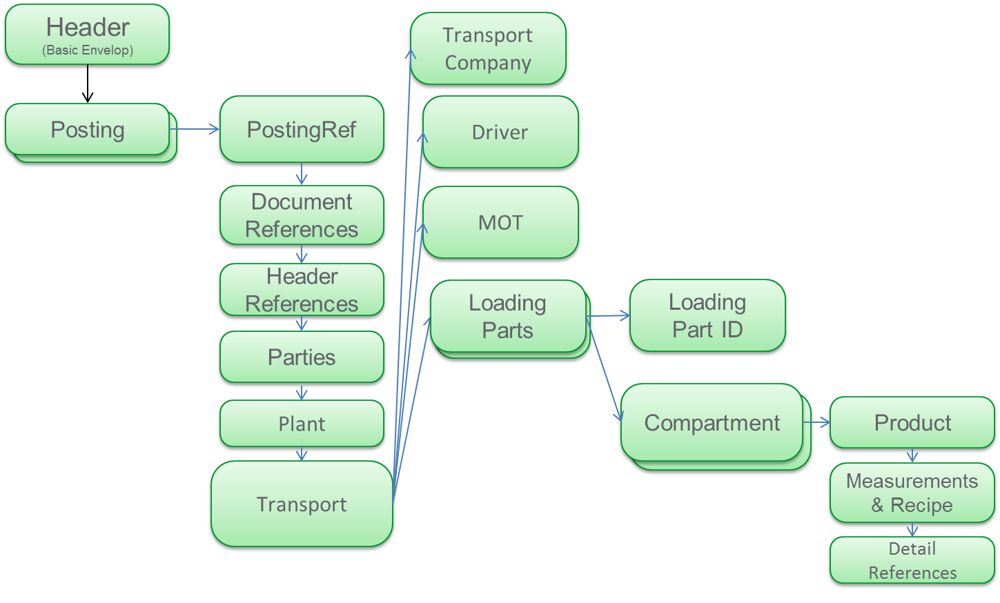 Header
(Basic Envelop)
Posting
PostingRef
Document
References
Header
References
Parties
Plant
Transport
Transport
Company
Driver
MOT
Loading
Parts
Loading
Part ID
Compartment
Product
Measurements
& Recipe
Detail
References